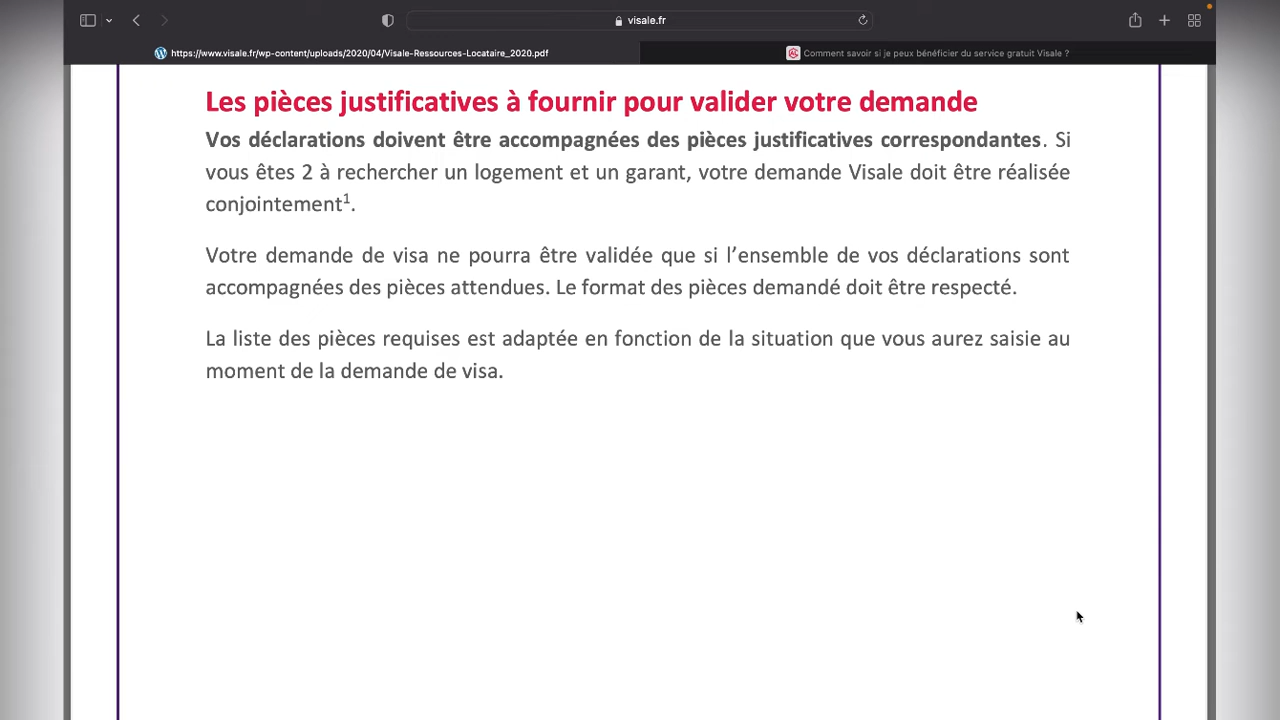 visale.fr
https://www.visale.fr/wp-content/uploads/2020/04/Visale-Ressources-Locataire_2020.pdf
Comment savoir si je peux bénéficier du service gratuit Visale ?
Les pièces justificatives à fournir pour valider votre demande
Vos déclarations doivent être accompagnées des pièces justificatives correspondantes. Si
vous êtes 2 à rechercher un logement et un garant, votre demande Visale doit être réalisée
conjointement¹.
Votre demande de visa ne pourra être validée que si l’ensemble de vos déclarations sont
accompagnées des pièces attendues. Le format des pièces demandé doit être respecté.
La liste des pièces requises est adaptée en fonction de la situation que vous aurez saisie au
moment de la demande de visa.